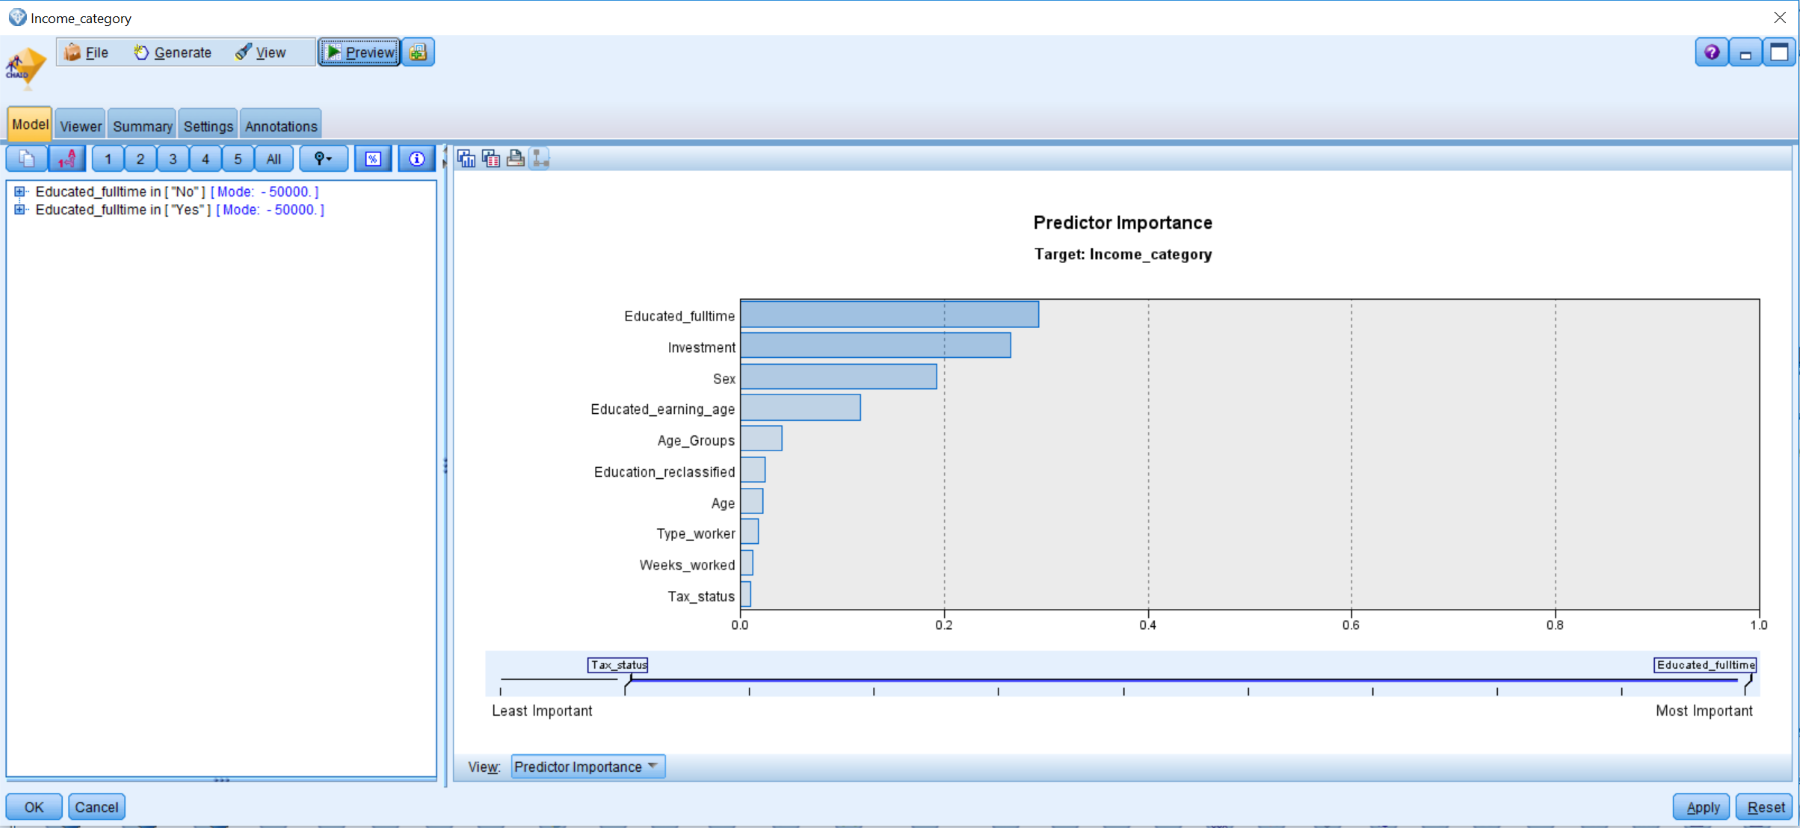 Income_category
File Generate View Preview
CHAID
Model Viewer Summary Settings Annotations
1 2 3 4 5 All %
Educated_fulltime in [ "No" ] [ Mode: - 50000. ]
Educated_fulltime in [ "Yes" ] [ Mode: - 50000. ]
Predictor Importance
Target: Income_category
Educated_fulltime
Investment
Sex
Educated_earning_age
Age_Groups
Education_reclassified
Age
Type_worker
Weeks_worked
Tax_status
0.0 0.2 0.4 0.6 0.8 1.0
Tax_status Educated_fulltime
Least Important Most Important
View: Predictor Importance
OK Cancel Apply Reset